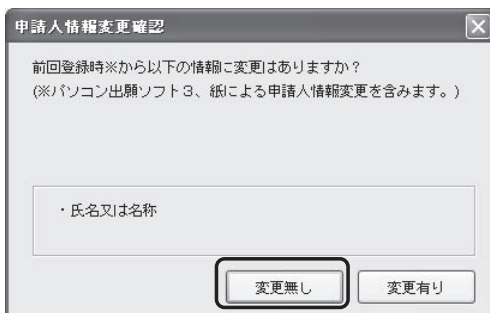 申請人情報変更確認
前回登録時※から以下の情報に変更はありますか？
(※パソコン出願ソフト３、紙による申請人情報変更を含みます。)
・氏名又は名称
変更無し
変更有り